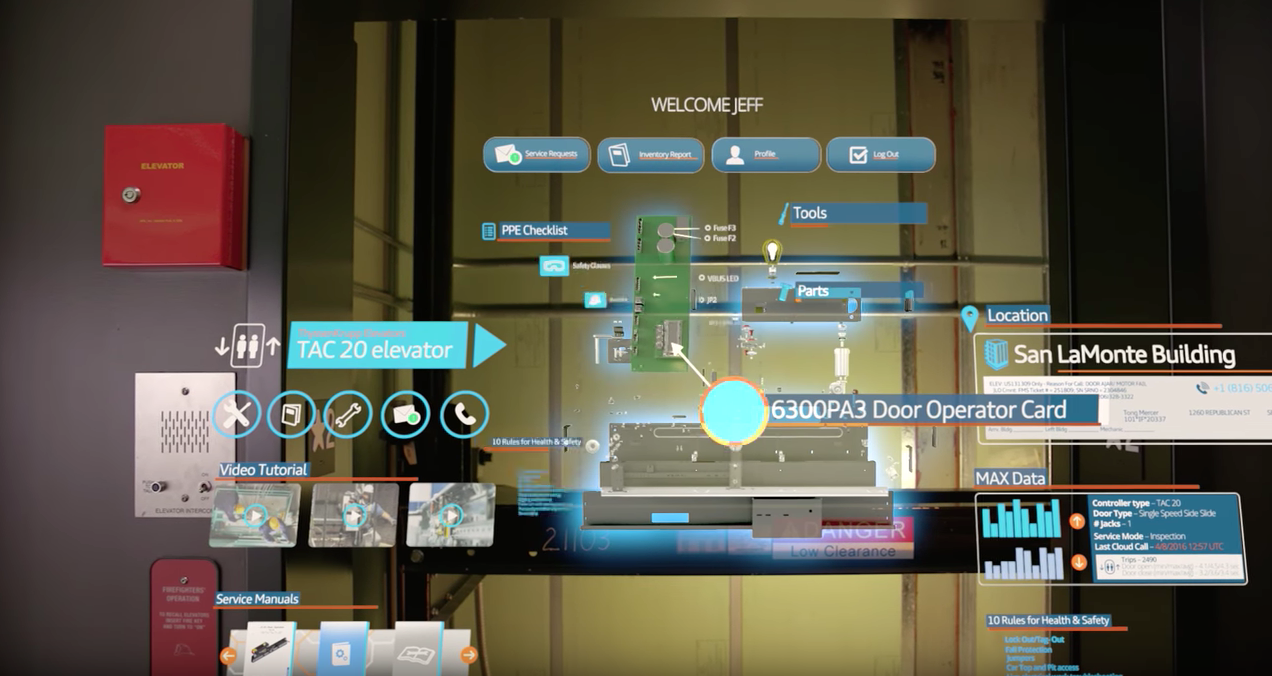 WELCOME JEFF
Service Requests
Inventory Report
Profile
Log Out
ELEVATOR
PPE Checklist
Safety Glasses
Fuse F3
Fuse F2
VBUS LED
JP2
Tools
Parts
TAC 20 elevator
6300PA3 Door Operator Card
Location
San LaMonte Building
+1 (816) 506
Tong Mercer
1260 REPUBLICAN ST
10 Rules for Health & Safety
Video Tutorial
ELEVATOR INTERCOM
21103
DANGER
Low Clearance
MAX Data
Controller type – TAC 20
Door Type – Single Speed Side Slide
# Jacks – 1
Service Mode – Inspection
Last Cloud Call – 4/8/2016 12:57 UTC
Trips – 2490
FIREFIGHTERS'
OPERATION
Service Manuals
10 Rules for Health & Safety
Lock Out/Tag-Out
Fall Protection
Jumpers
Car Top and Pit access